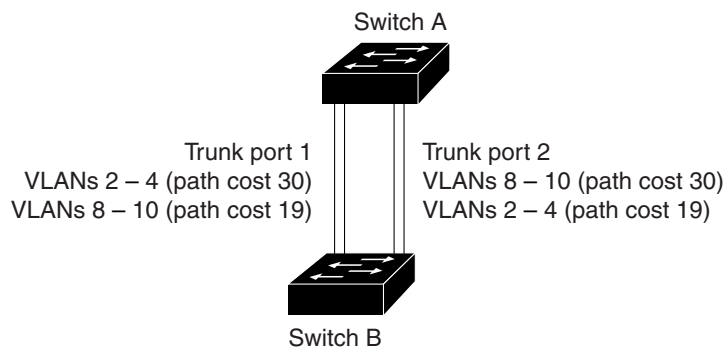 Switch A
Trunk port 1
VLANs 2 – 4 (path cost 30)
VLANs 8 – 10 (path cost 19)
Trunk port 2
VLANs 8 – 10 (path cost 30)
VLANs 2 – 4 (path cost 19)
Switch B